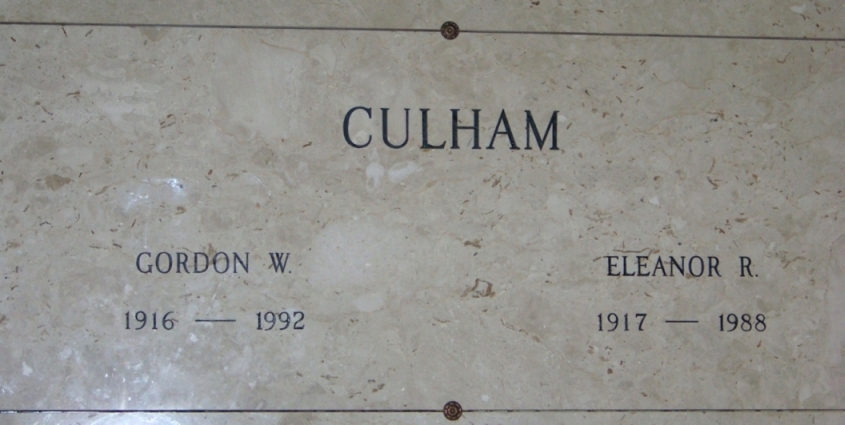 CULHAM
GORDON W. ELEANOR R.
1916 — 1992 1917 — 1988